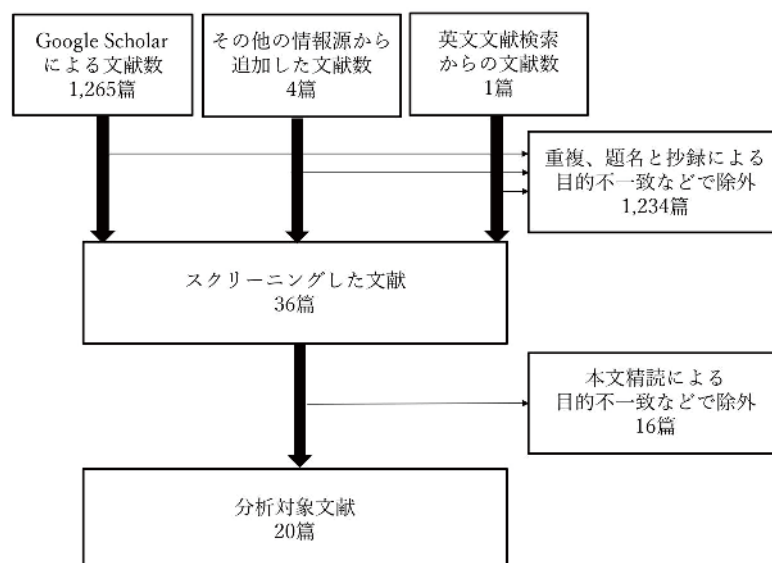 Google Scholar
による文献数
1,265篇
その他の情報源から
追加した文献数
4篇
英文文献検索
からの文献数
1篇
重複、題名と抄録による
目的不一致などで除外
1,234篇
スクリーニングした文献
36篇
本文精読による
目的不一致などで除外
16篇
分析対象文献
20篇